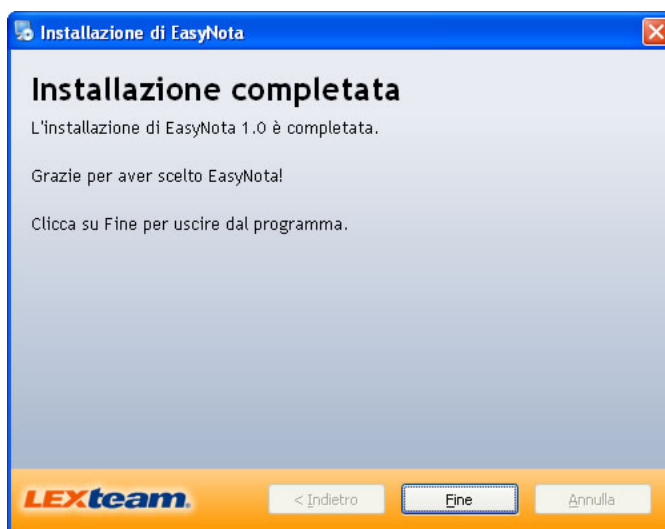 Installazione di EasyNota
Installazione completata
L'installazione di EasyNota 1.0 è completata.
Grazie per aver scelto EasyNota!
Clicca su Fine per uscire dal programma.
LEXteam.
< Indietro
Fine
Annulla